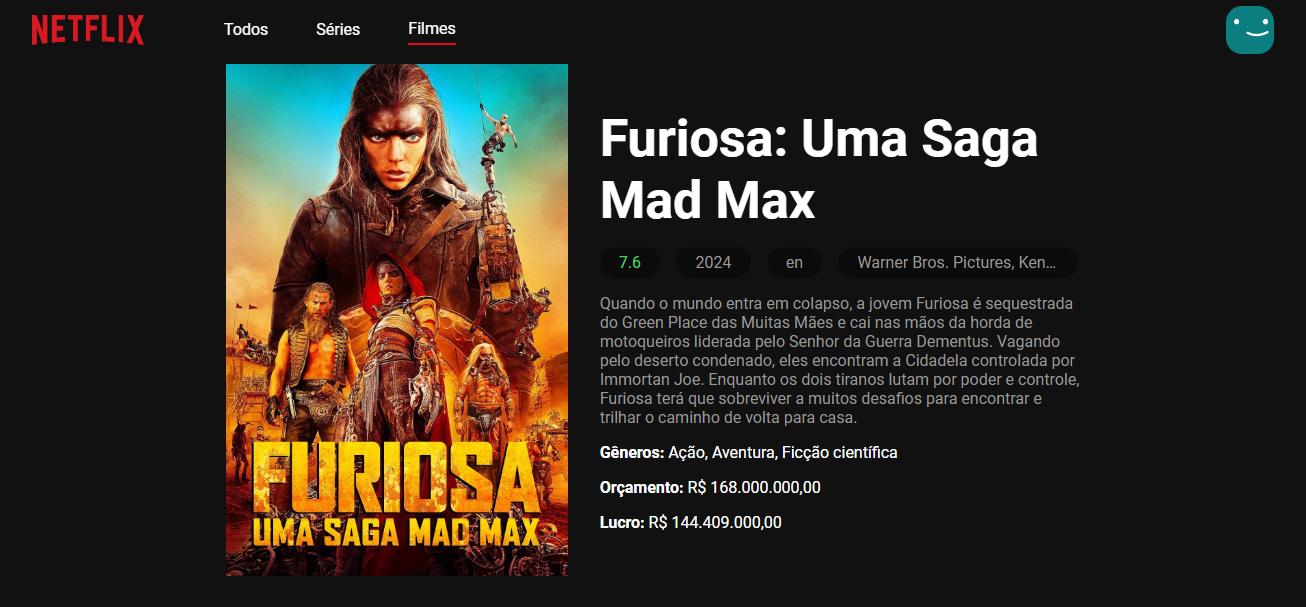 NETFLIX
Todos
Séries
Filmes
Furiosa: Uma Saga
Mad Max
7.6
2024
en
Warner Bros. Pictures, Ken...
Quando o mundo entra em colapso, a jovem Furiosa é sequestrada
do Green Place das Muitas Mães e cai nas mãos da horda de
motoqueiros liderada pelo Senhor da Guerra Dementus. Vagando
pelo deserto condenado, eles encontram a Cidadela controlada por
Immortan Joe. Enquanto os dois tiranos lutam por poder e controle,
Furiosa terá que sobreviver a muitos desafios para encontrar e
trilhar o caminho de volta para casa.
Gêneros: Ação, Aventura, Ficção científica
Orçamento: R$ 168.000.000,00
Lucro: R$ 144.409.000,00
FURIOSA
UMA SAGA MAD MAX